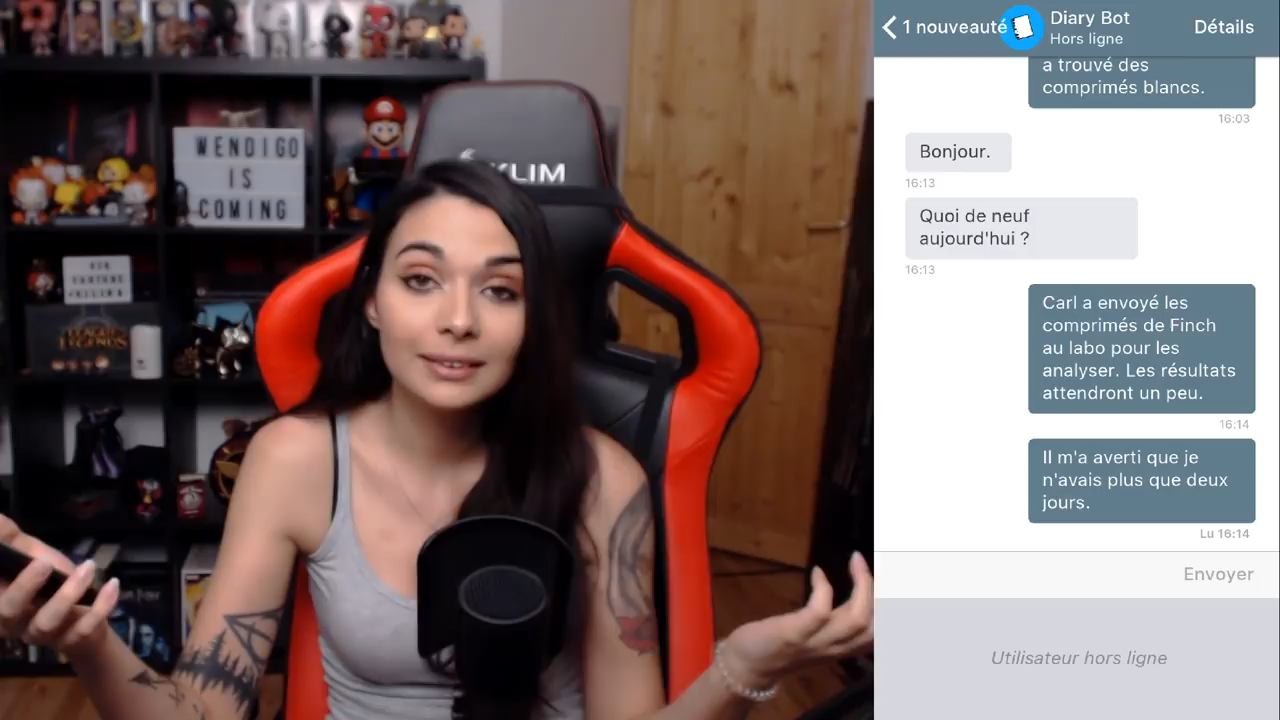 WENDIGO
IS
COMING
KLIM
LEAGUE OF
LEGENDS
1 nouveauté
Diary Bot
Hors ligne
Détails
a trouvé des
comprimés blancs.
16:03
Bonjour.
16:13
Quoi de neuf
aujourd'hui ?
16:13
Carl a envoyé les
comprimés de Finch
au labo pour les
analyser. Les résultats
attendront un peu.
16:14
Il m'a averti que je
n'avais plus que deux
jours.
Lu 16:14
Envoyer
Utilisateur hors ligne